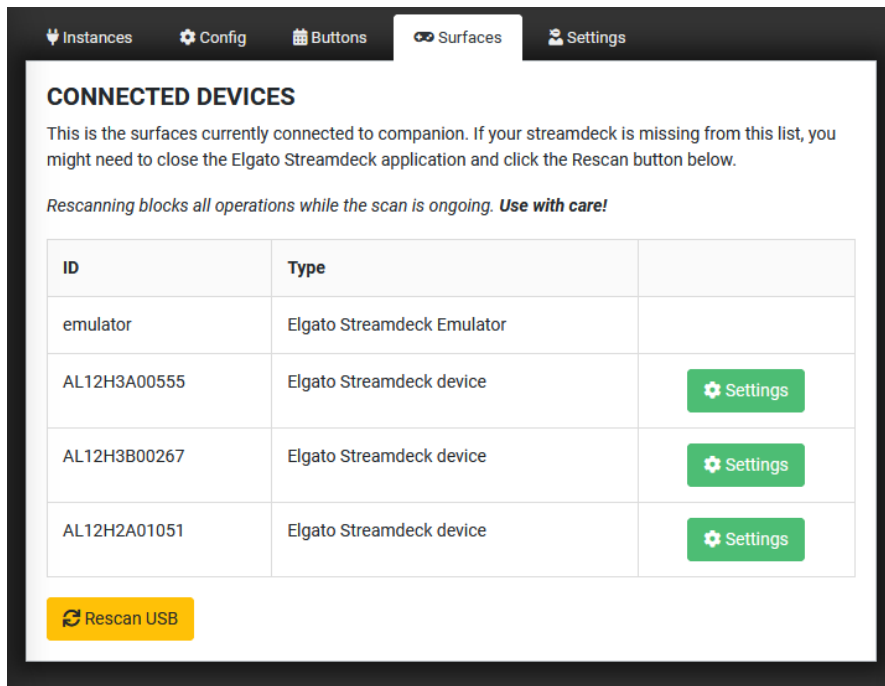 Instances Config Buttons Surfaces Settings
CONNECTED DEVICES
This is the surfaces currently connected to companion. If your streamdeck is missing from this list, you
might need to close the Elgato Streamdeck application and click the Rescan button below.
Rescanning blocks all operations while the scan is ongoing. Use with care!
ID Type
emulator Elgato Streamdeck Emulator
AL12H3A00555 Elgato Streamdeck device Settings
AL12H3B00267 Elgato Streamdeck device Settings
AL12H2A01051 Elgato Streamdeck device Settings
Rescan USB